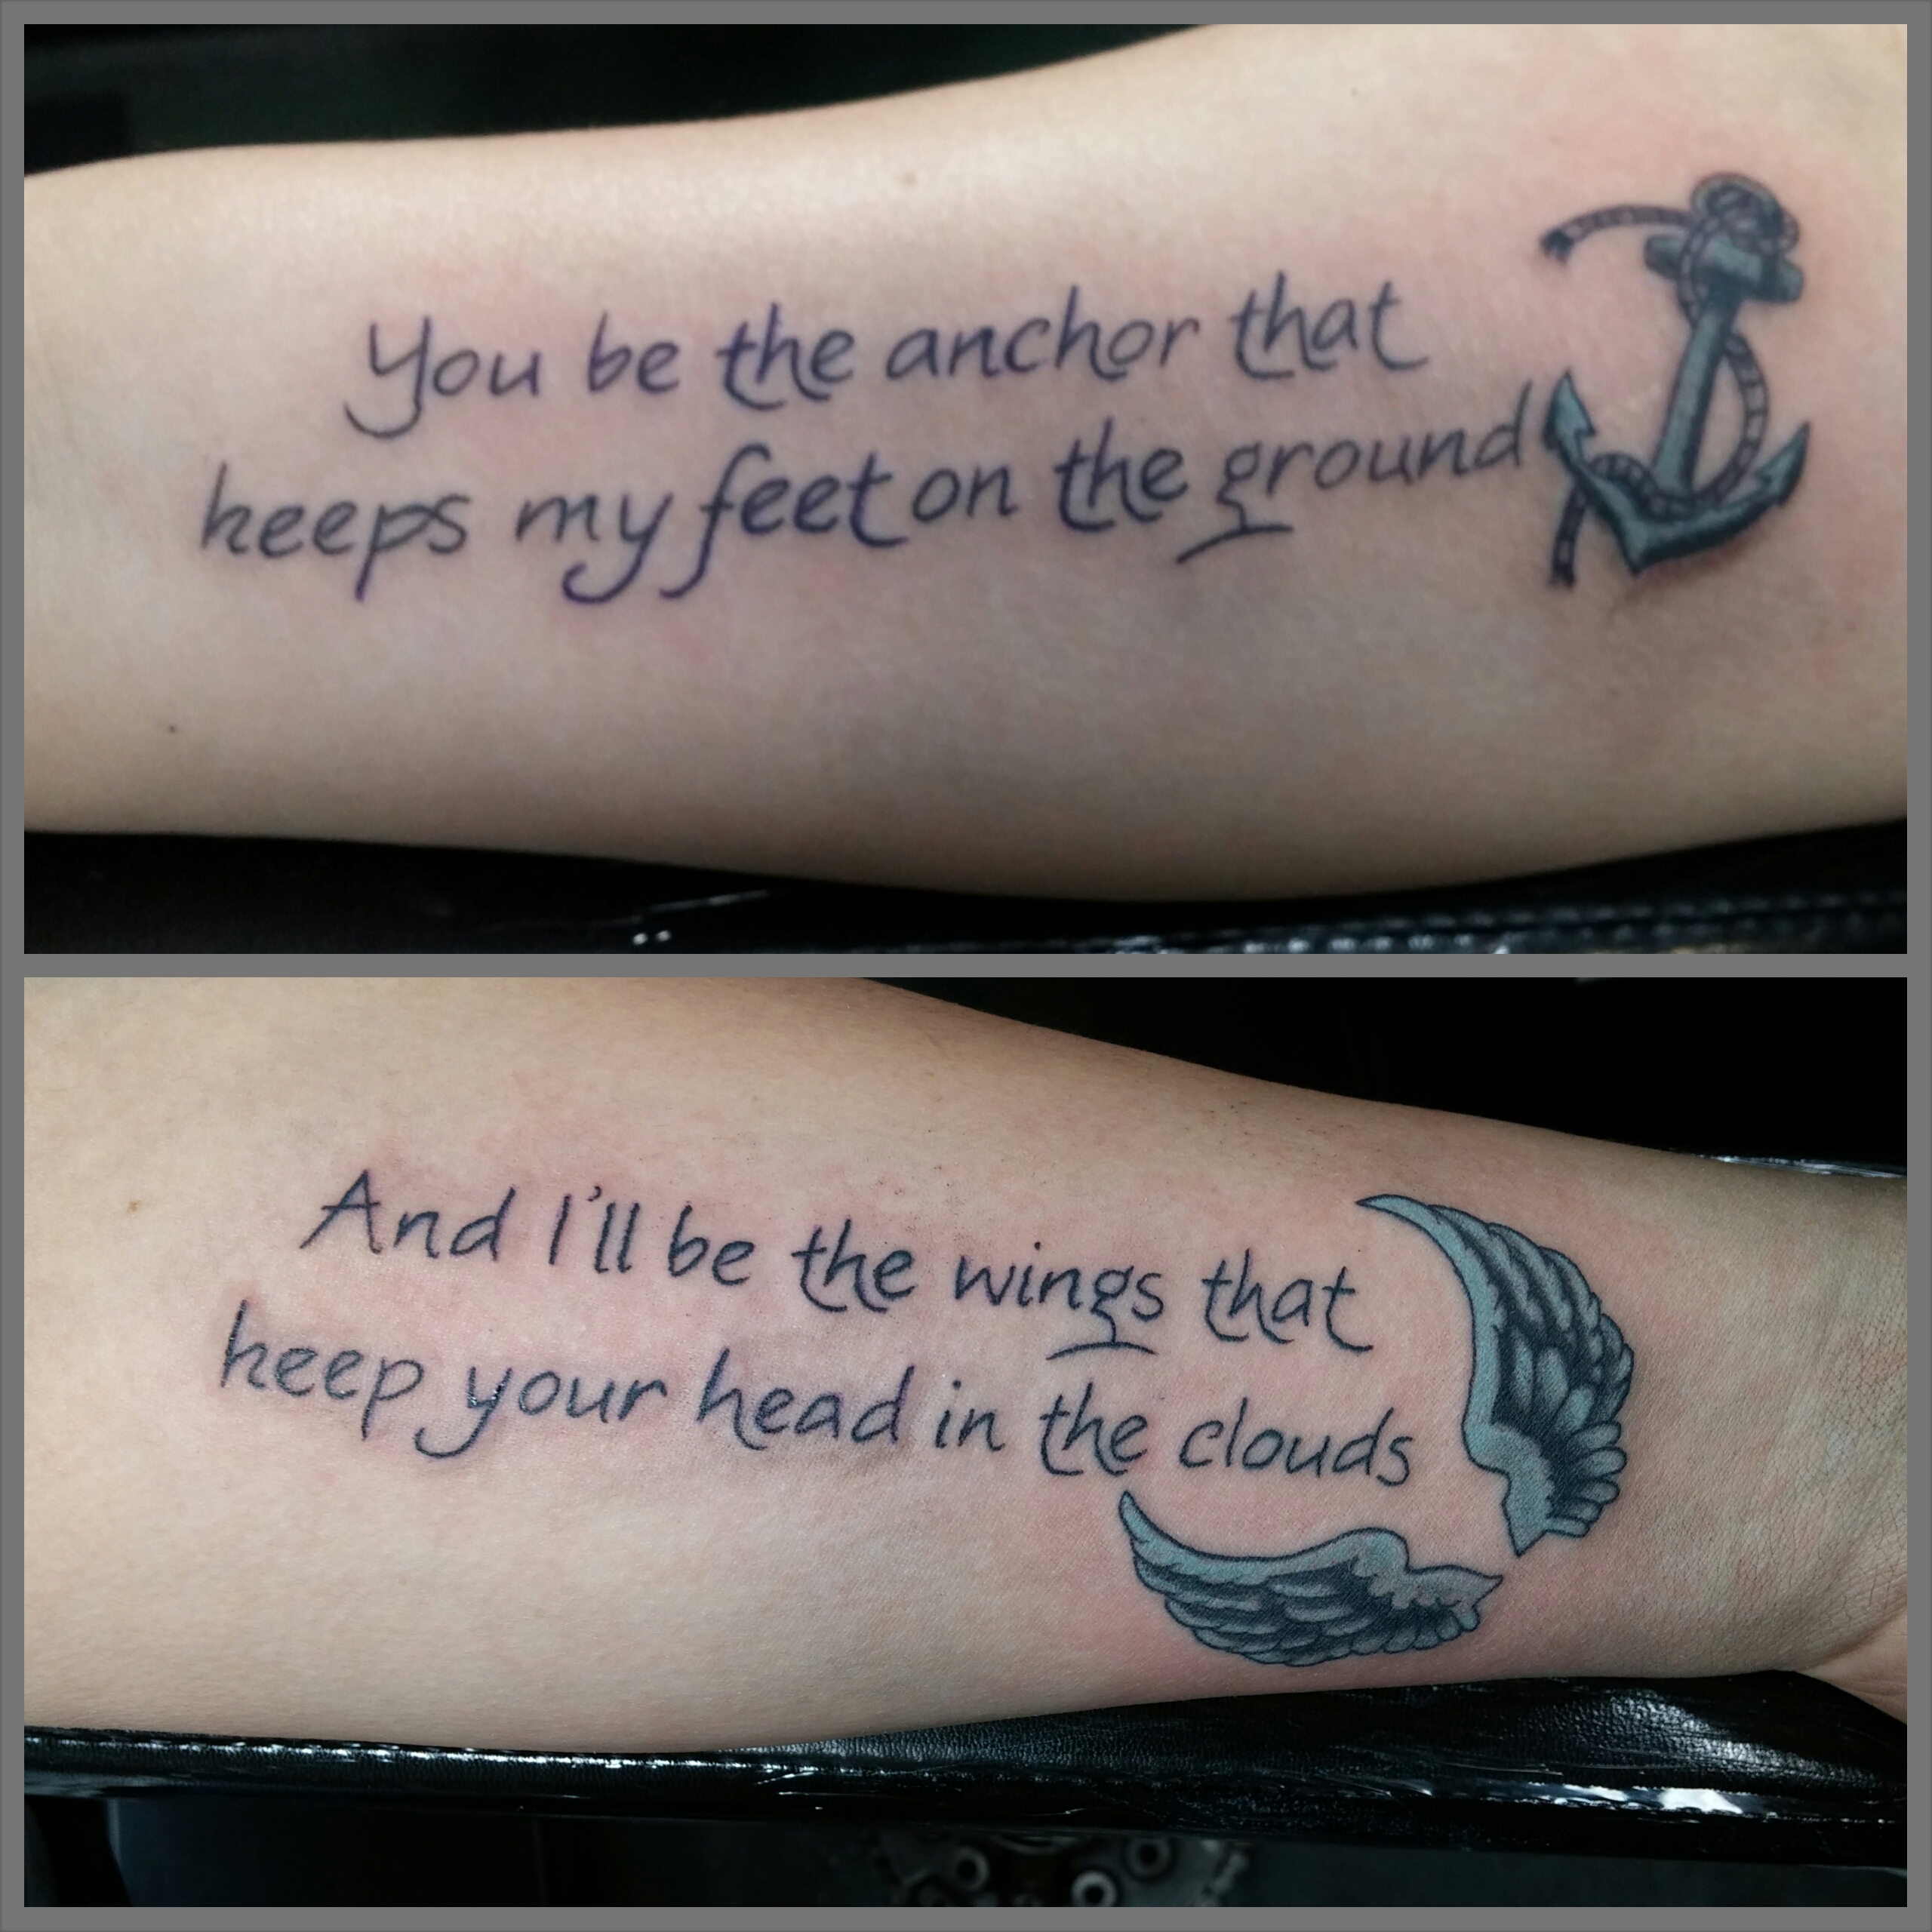 You be the anchor that
keeps my feet on the ground
And I'll be the wings that
keep your head in the clouds